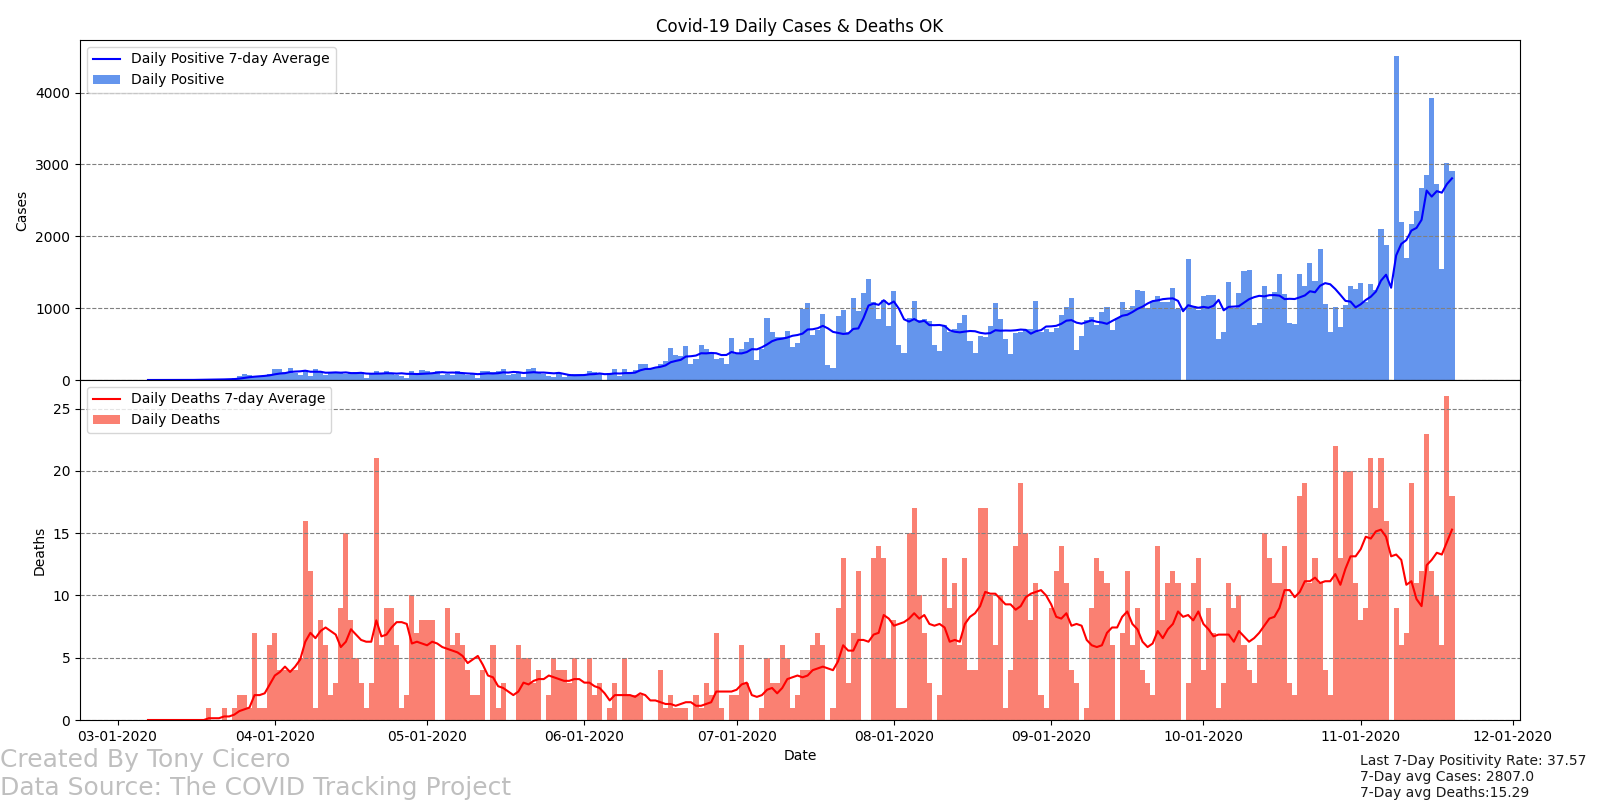 Covid-19 Daily Cases & Deaths OK
Daily Positive 7-day Average
Daily Positive
4000
3000
2000
1000
0
Cases
Daily Deaths 7-day Average
Daily Deaths
25
20
15
10
5
0
Deaths
03-01-2020 04-01-2020 05-01-2020 06-01-2020 07-01-2020 08-01-2020 09-01-2020 10-01-2020 11-01-2020 12-01-2020
Date
Created By Tony Cicero
Data Source: The COVID Tracking Project
Last 7-Day Positivity Rate: 37.57
7-Day avg Cases: 2807.0
7-Day avg Deaths:15.29